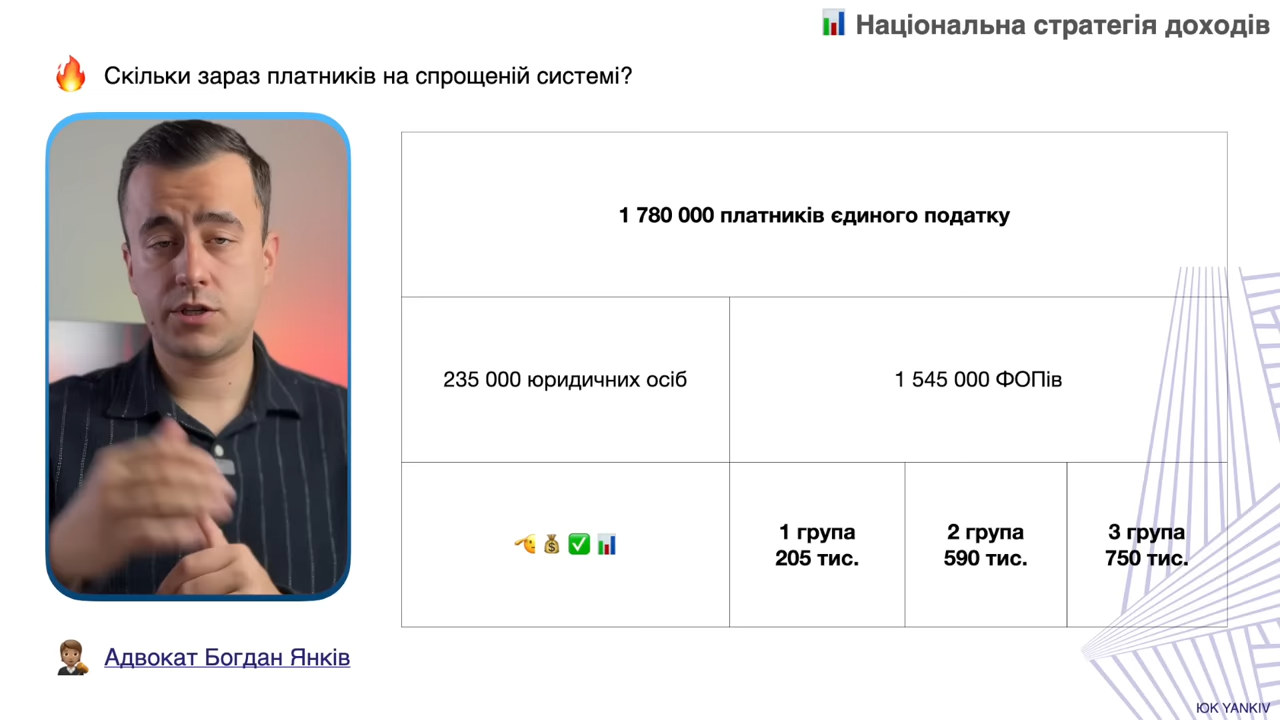 Національна стратегія доходів
Скільки зараз платників на спрощеній системі?
1 780 000 платників єдиного податку
235 000 юридичних осіб
1 545 000 ФОПів
1 група
205 тис.
2 група
590 тис.
3 група
750 тис.
Адвокат Богдан Янків
ЮК YANKIV